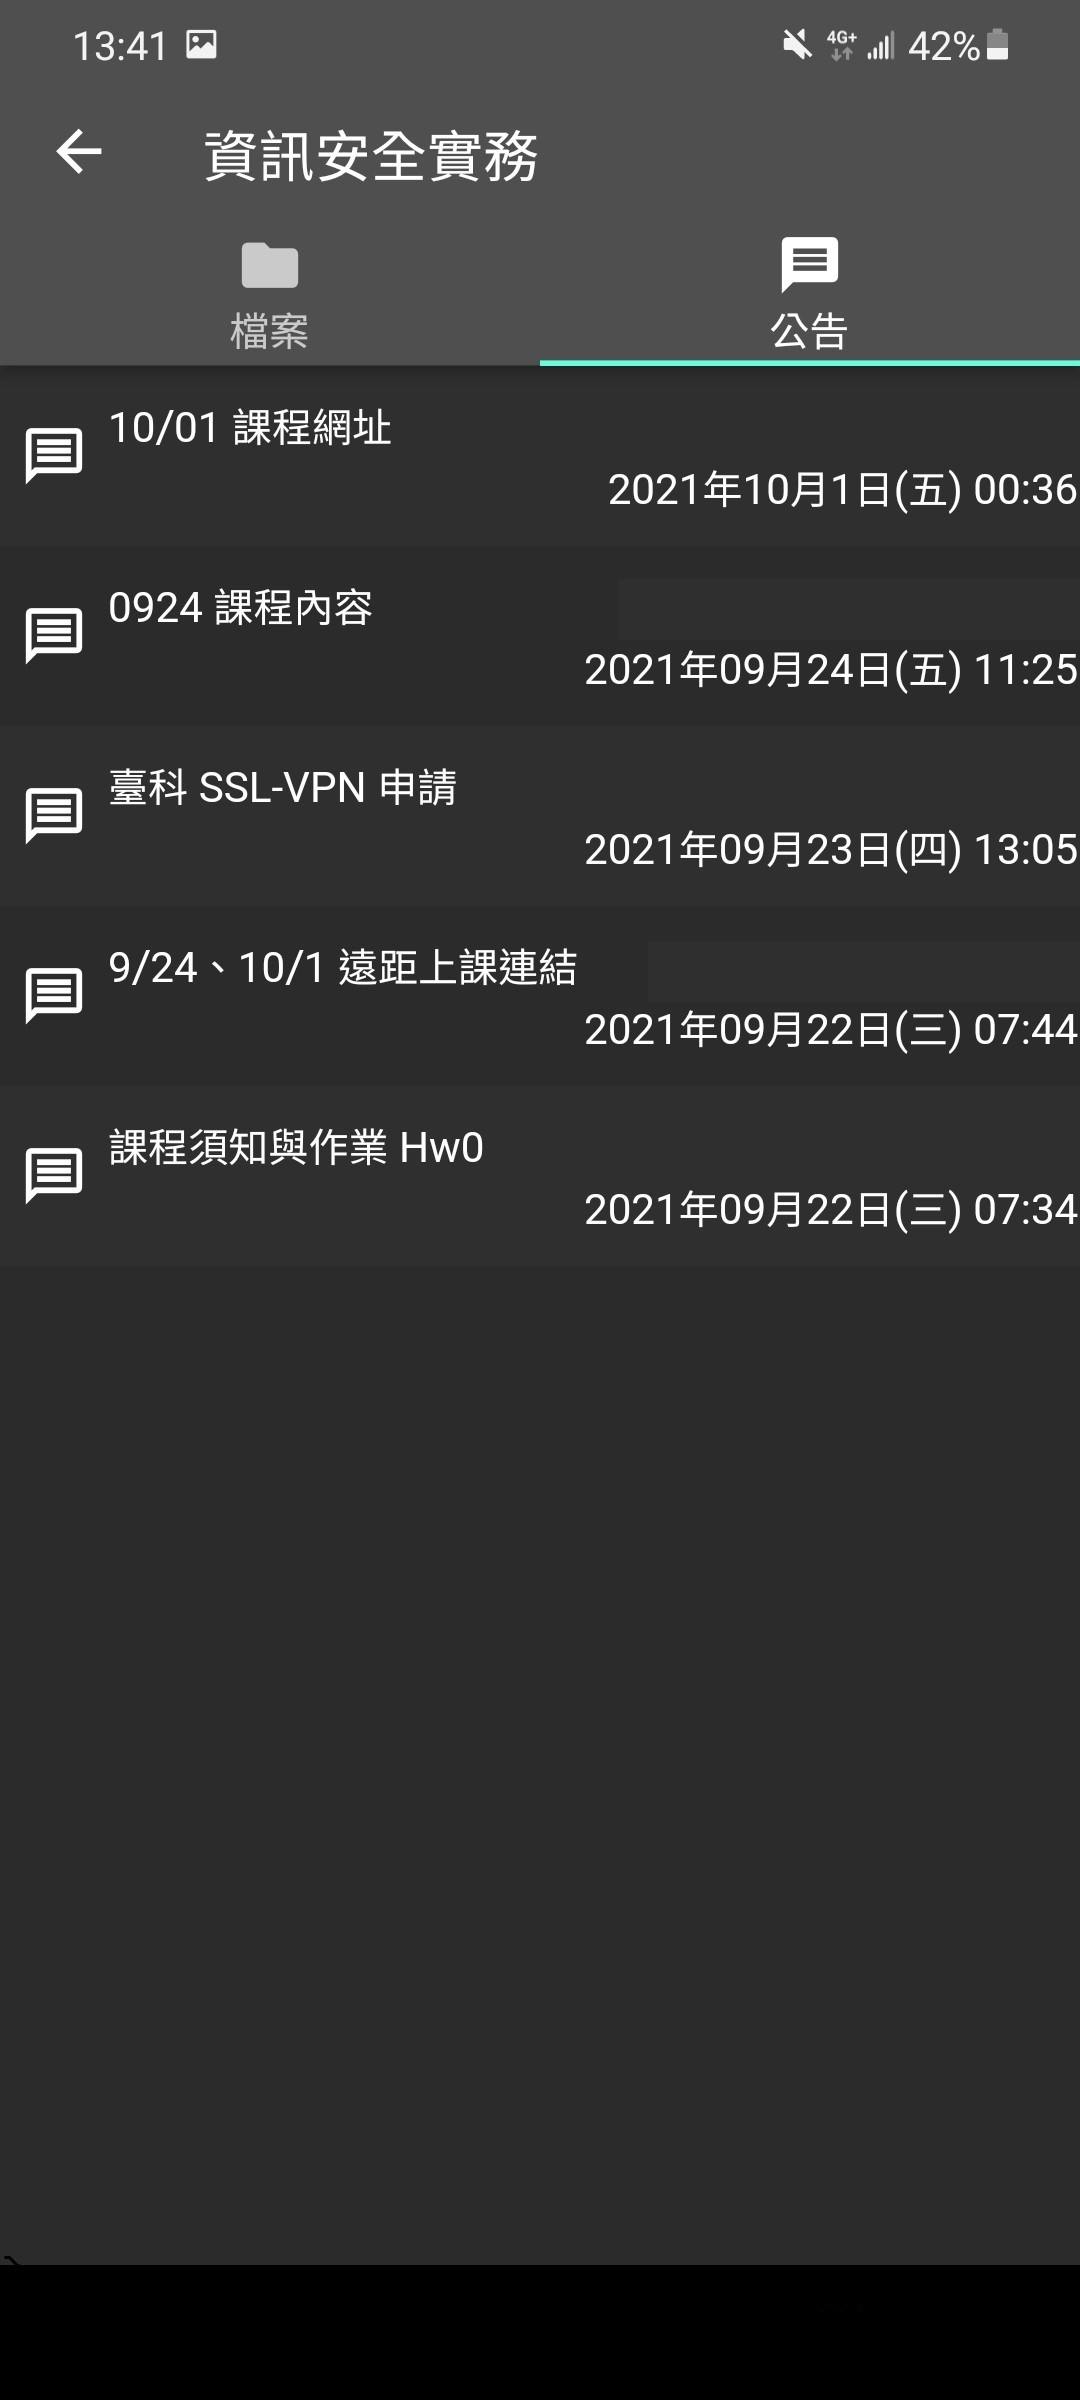 13:41
4G+ 42%
資訊安全實務
檔案
公告
10/01 課程網址
2021年10月1日(五) 00:36
0924 課程內容
2021年09月24日(五) 11:25
臺科 SSL-VPN 申請
2021年09月23日(四) 13:05
9/24、10/1 遠距上課連結
2021年09月22日(三) 07:44
課程須知與作業 Hw0
2021年09月22日(三) 07:34